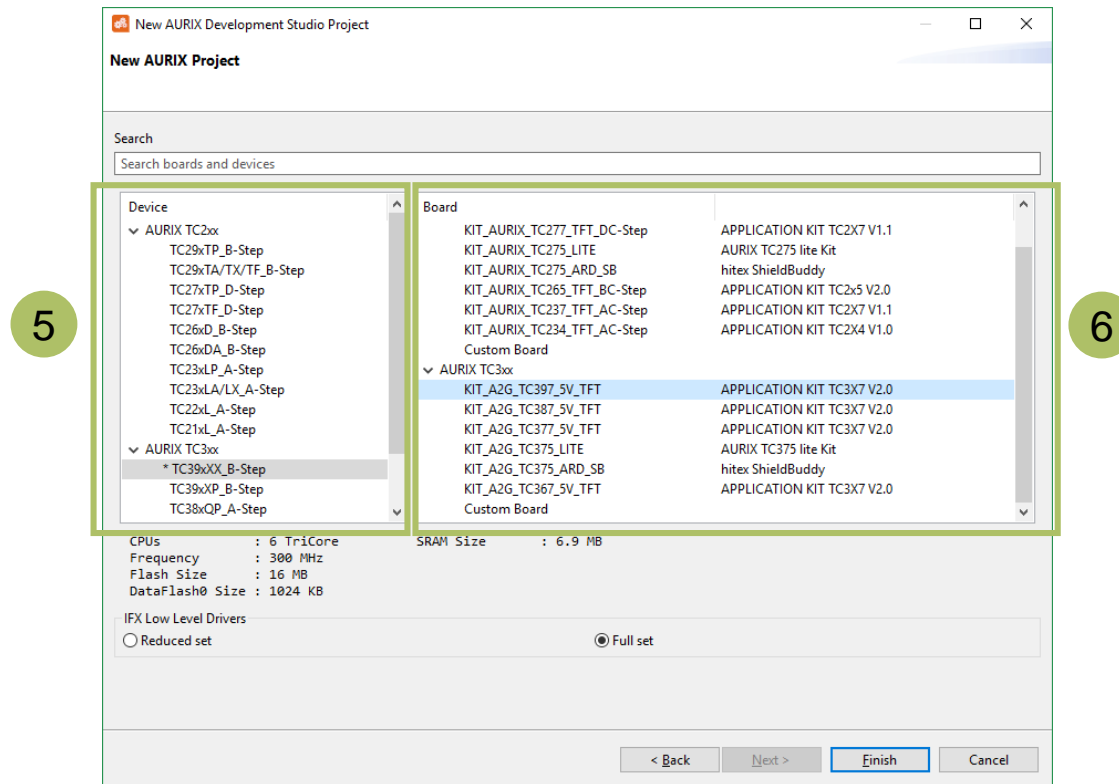 New AURIX Development Studio Project
New AURIX Project
Search
Search boards and devices
Device
AURIX TC2xx
TC29xTP_B-Step
TC29xTA/TX/TF_B-Step
TC27xTP_D-Step
TC27xTF_D-Step
TC26xD_B-Step
TC26xDA_B-Step
TC23xLP_A-Step
TC23xLA/LX_A-Step
TC22xL_A-Step
TC21xL_A-Step
AURIX TC3xx
* TC39xXX_B-Step
TC39xXP_B-Step
TC38xQP_A-Step
5
Board
KIT_AURIX_TC277_TFT_DC-Step APPLICATION KIT TC2X7 V1.1
KIT_AURIX_TC275_LITE AURIX TC275 lite Kit
KIT_AURIX_TC275_ARD_SB hitex ShieldBuddy
KIT_AURIX_TC265_TFT_BC-Step APPLICATION KIT TC2x5 V2.0
KIT_AURIX_TC237_TFT_AC-Step APPLICATION KIT TC2X7 V1.1
KIT_AURIX_TC234_TFT_AC-Step APPLICATION KIT TC2X4 V1.0
Custom Board
AURIX TC3xx
KIT_A2G_TC397_5V_TFT APPLICATION KIT TC3X7 V2.0
KIT_A2G_TC387_5V_TFT APPLICATION KIT TC3X7 V2.0
KIT_A2G_TC377_5V_TFT APPLICATION KIT TC3X7 V2.0
KIT_A2G_TC375_LITE AURIX TC375 lite Kit
KIT_A2G_TC375_ARD_SB hitex ShieldBuddy
KIT_A2G_TC367_5V_TFT APPLICATION KIT TC3X7 V2.0
Custom Board
6
CPUs : 6 TriCore SRAM Size : 6.9 MB
Frequency : 300 MHz
Flash Size : 16 MB
DataFlash0 Size : 1024 KB
IFX Low Level Drivers
Reduced set Full set
< Back Next > Finish Cancel